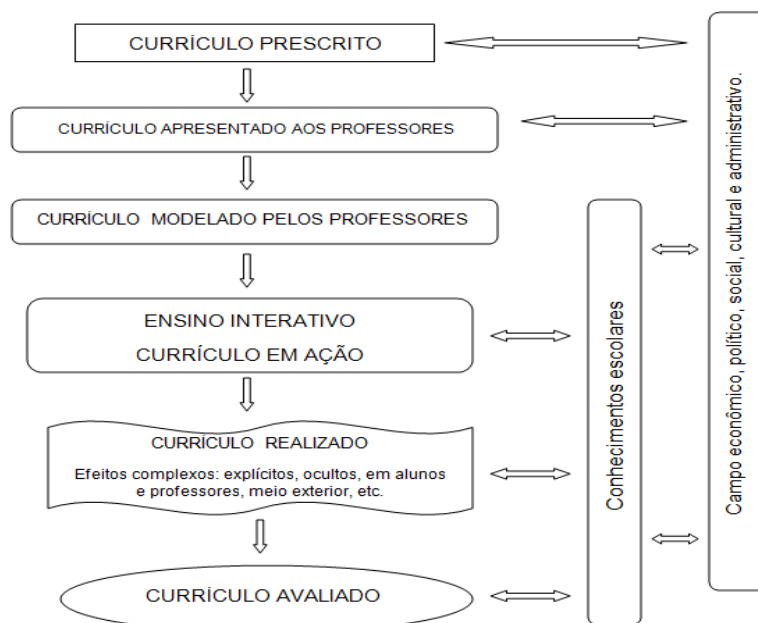 CURRÍCULO PRESCRITO
CURRÍCULO APRESENTADO AOS PROFESSORES
CURRÍCULO MODELADO PELOS PROFESSORES
ENSINO INTERATIVO
CURRÍCULO EM AÇÃO
CURRÍCULO REALIZADO
Efeitos complexos: explícitos, ocultos, em alunos
e professores, meio exterior, etc.
CURRÍCULO AVALIADO
Conhecimentos escolares
Campo econômico, político, social, cultural e administrativo.